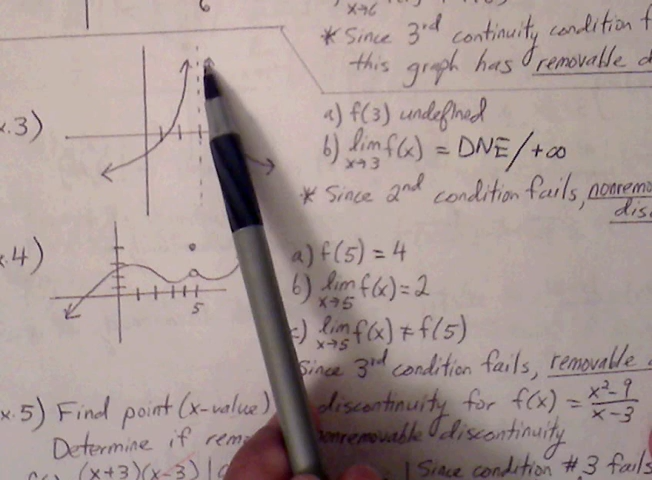 6
x→6
* Since 3rd continuity condition
this graph has removable
x.3)
a) f(3) undefined
b) lim f(x) = DNE/+∞
x→3
* Since 2nd condition fails, nonremo
disc
x.4)
5
a) f(5) = 4
b) lim f(x) = 2
x→5
c) lim f(x) ≠ f(5)
x→5
Since 3rd condition fails, removable
x.5) Find point (x-value) discontinuity for f(x) = x²-9
x-3
Determine if rem nonremovable discontinuity
(x+3)(x-3)
Since condition #3 fails